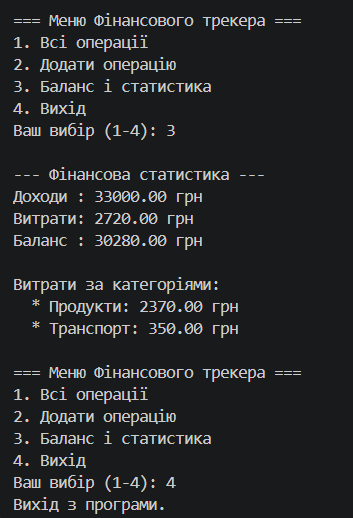 === Меню Фінансового трекера ===
1. Всі операції
2. Додати операцію
3. Баланс і статистика
4. Вихід
Ваш вибір (1-4): 3

--- Фінансова статистика ---
Доходи : 33000.00 грн
Витрати: 2720.00 грн
Баланс : 30280.00 грн

Витрати за категоріями:
  * Продукти: 2370.00 грн
  * Транспорт: 350.00 грн

=== Меню Фінансового трекера ===
1. Всі операції
2. Додати операцію
3. Баланс і статистика
4. Вихід
Ваш вибір (1-4): 4
Вихід з програми.